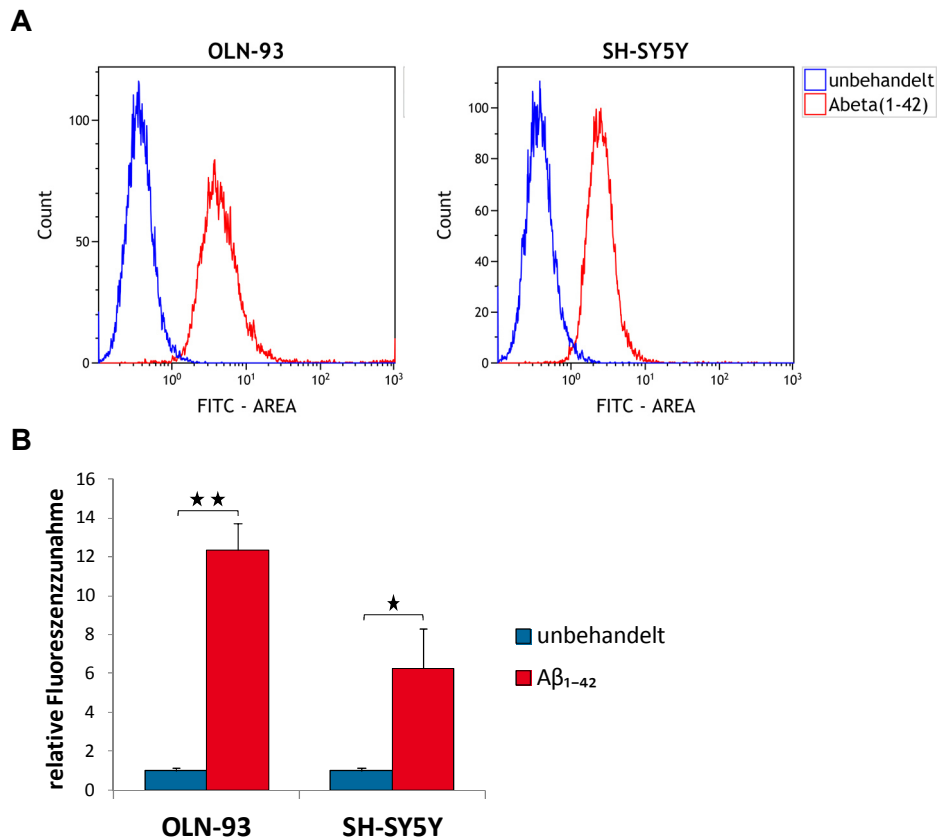 A
OLN-93
SH-SY5Y
unbehandelt
Abeta(1-42)
Count
100
50
0
10⁰
10¹
10²
10³
FITC - AREA
Count
100
80
60
40
20
0
10⁰
10¹
10²
10³
FITC - AREA
B
relative Fluoreszenzzunahme
16
14
12
10
8
6
4
2
0
★ ★
★
OLN-93
SH-SY5Y
unbehandelt
Aβ₁₋₄₂